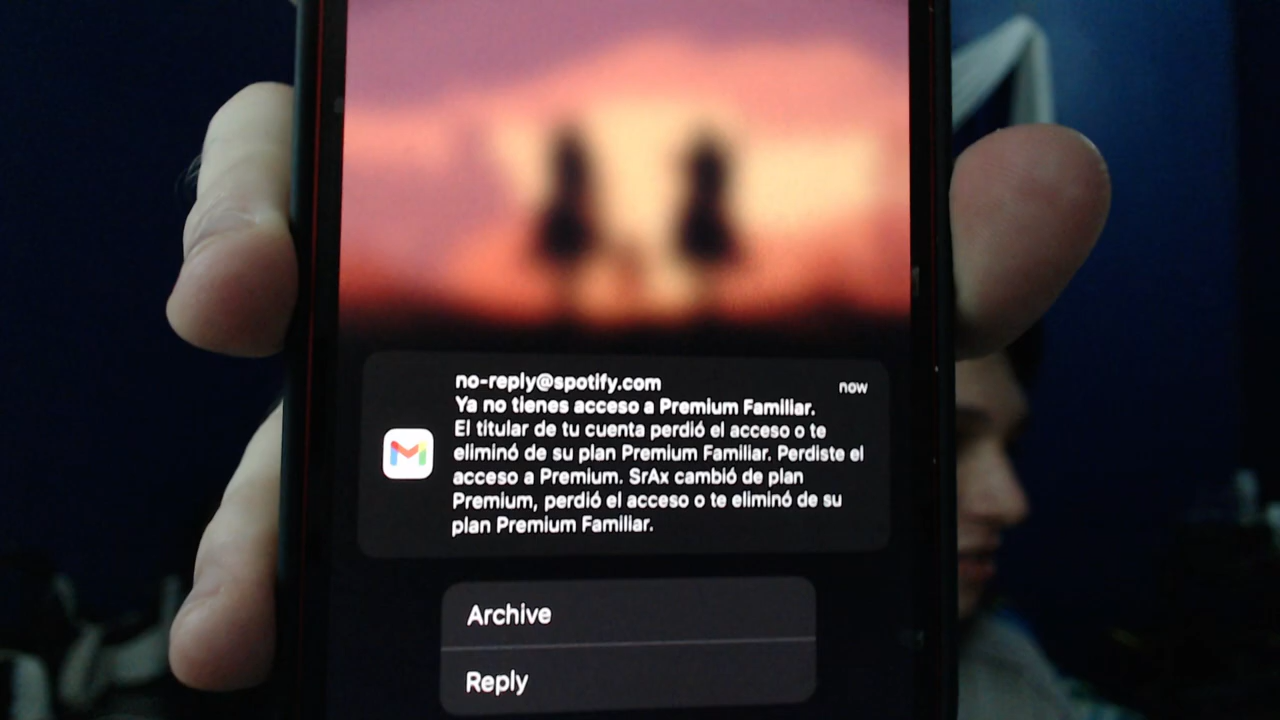 no-reply@spotify.com
now
Ya no tienes acceso a Premium Familiar.
El titular de tu cuenta perdió el acceso o te
eliminó de su plan Premium Familiar. Perdiste el
acceso a Premium. SrAx cambió de plan
Premium, perdió el acceso o te eliminó de su
plan Premium Familiar.
Archive
Reply